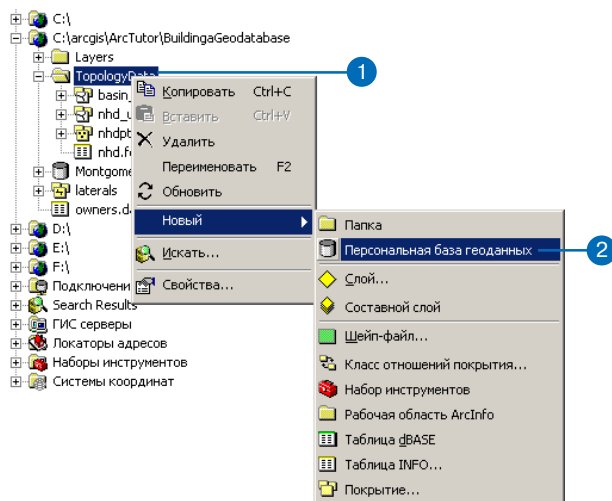 C:\
C:\arcgis\ArcTutor\BuildingaGeodatabase
Layers
TopologyData
1
basin_
nhd_u
nhdpt
nhd.fo
Montgome
laterals
owners.d
D:\
E:\
F:\
Подключени
Search Results
ГИС серверы
Локаторы адресов
Наборы инструментов
Системы координат
Копировать Ctrl+C
Вставить Ctrl+V
Удалить
Переименовать F2
Обновить
Новый
Искать...
Свойства...
Папка
Персональная база геоданных
2
Слой...
Составной слой
Шейп-файл...
Класс отношений покрытия...
Набор инструментов
Рабочая область ArcInfo
Таблица dBASE
Таблица INFO...
Покрытие...